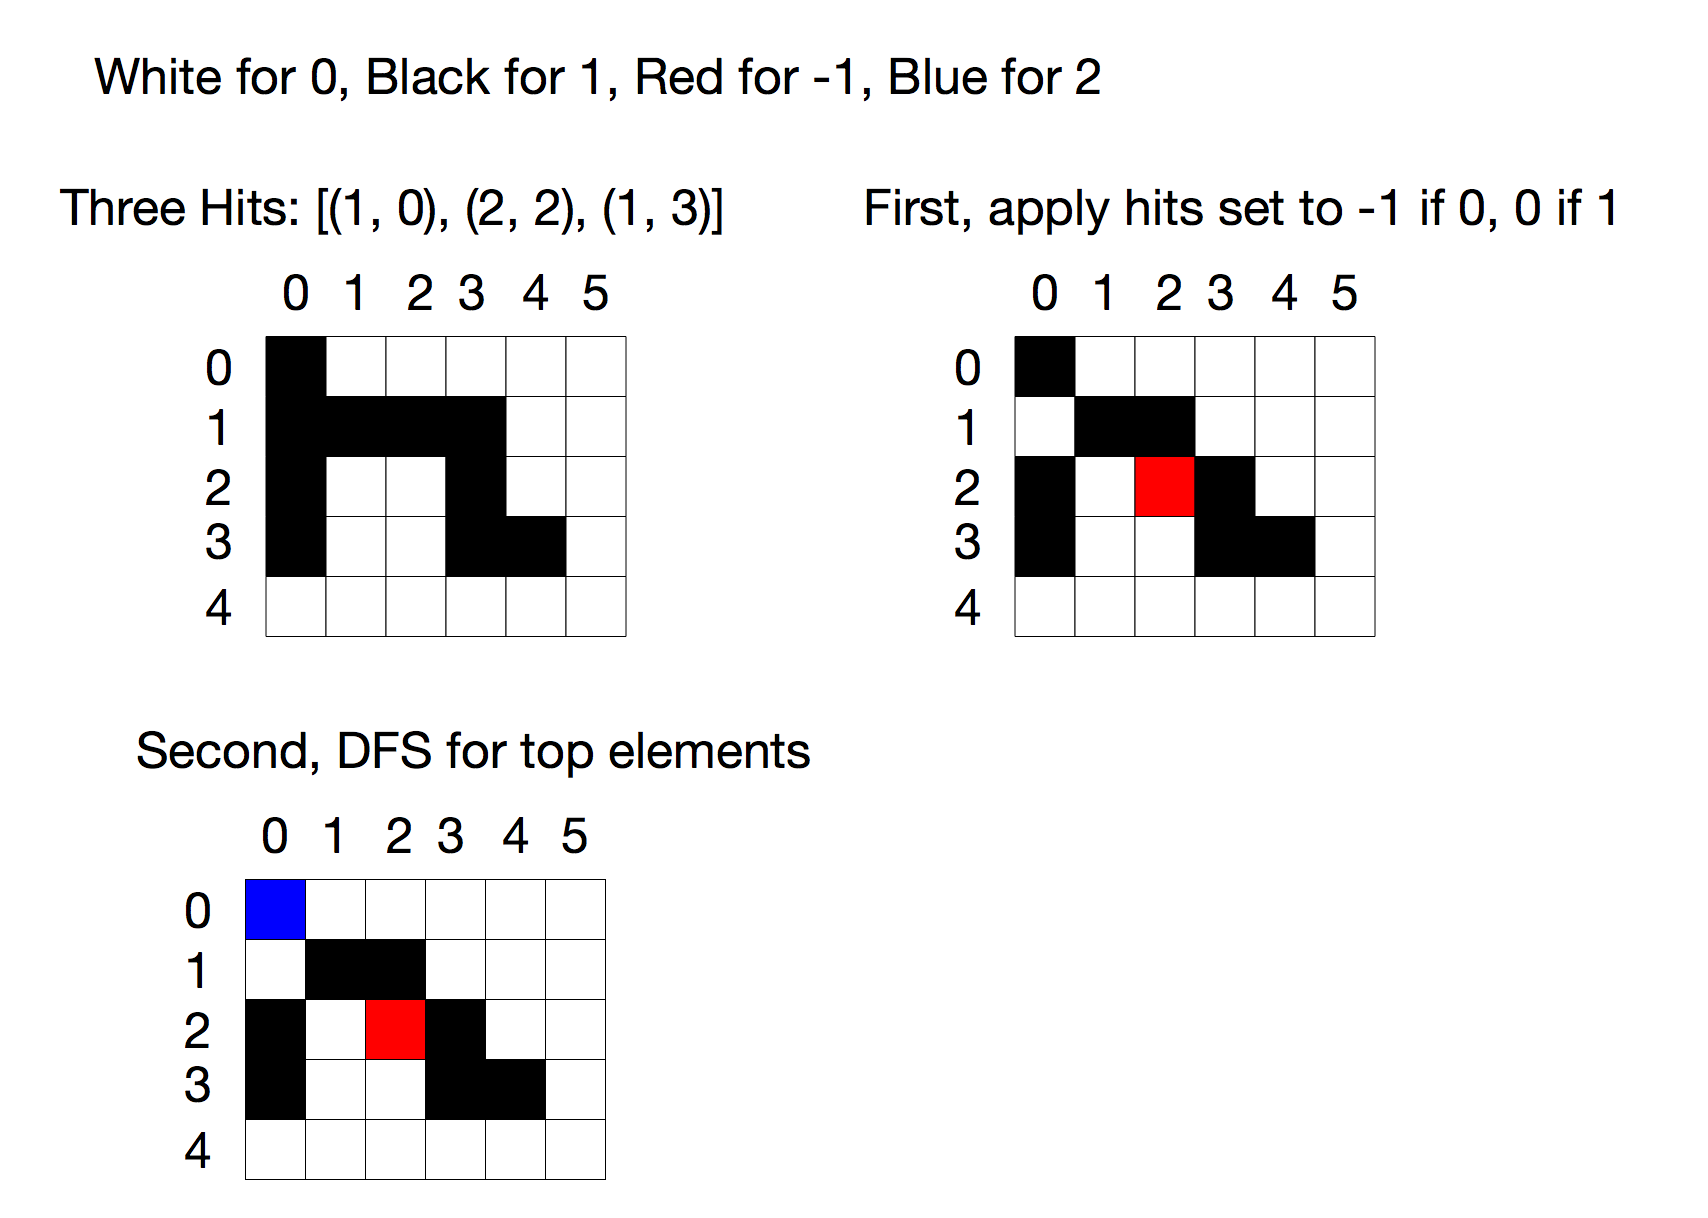 White for 0, Black for 1, Red for -1, Blue for 2
Three Hits: [(1, 0), (2, 2), (1, 3)]
0 1 2 3 4 5
0
1
2
3
4
First, apply hits set to -1 if 0, 0 if 1
0 1 2 3 4 5
0
1
2
3
4
Second, DFS for top elements
0 1 2 3 4 5
0
1
2
3
4